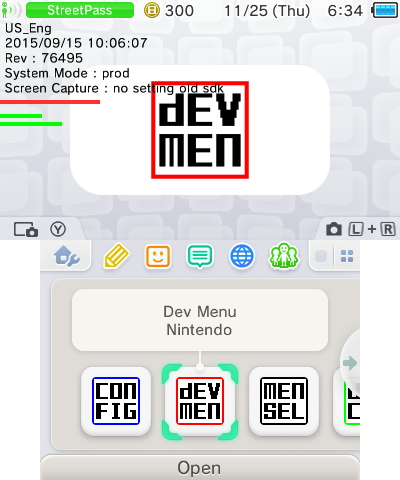 StreetPass 300 11/25 (Thu) 6:34
US_Eng
2015/09/15 10:06:07
Rev : 76495
System Mode : prod
Screen Capture : no setting old sdk
dEV
MEN
Y L + R
Dev Menu
Nintendo
CON
FIG
dEV
MEN
MEN
SEL
Open